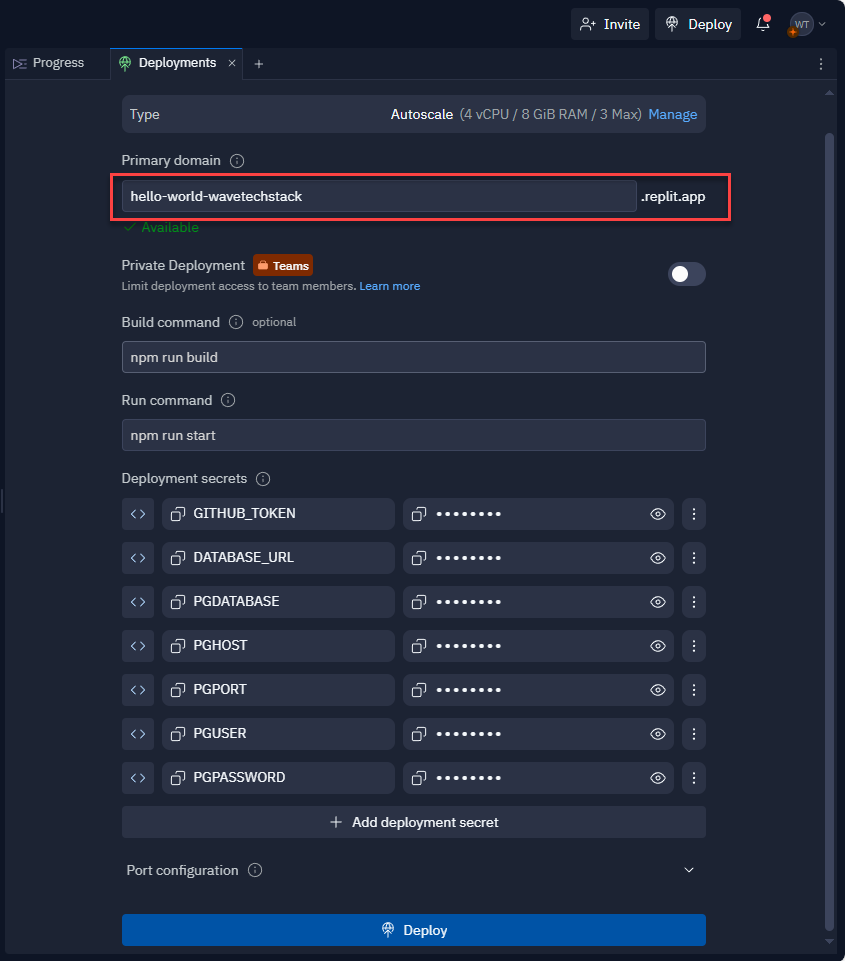 Invite
Deploy
WT
Progress
Deployments
Type
Autoscale (4 vCPU / 8 GiB RAM / 3 Max) Manage
Primary domain
hello-world-wavetechstack .replit.app
Available
Private Deployment Teams
Limit deployment access to team members. Learn more
Build command optional
npm run build
Run command
npm run start
Deployment secrets
GITHUB_TOKEN ••••••••
DATABASE_URL ••••••••
PGDATABASE ••••••••
PGHOST ••••••••
PGPORT ••••••••
PGUSER ••••••••
PGPASSWORD ••••••••
Add deployment secret
Port configuration
Deploy